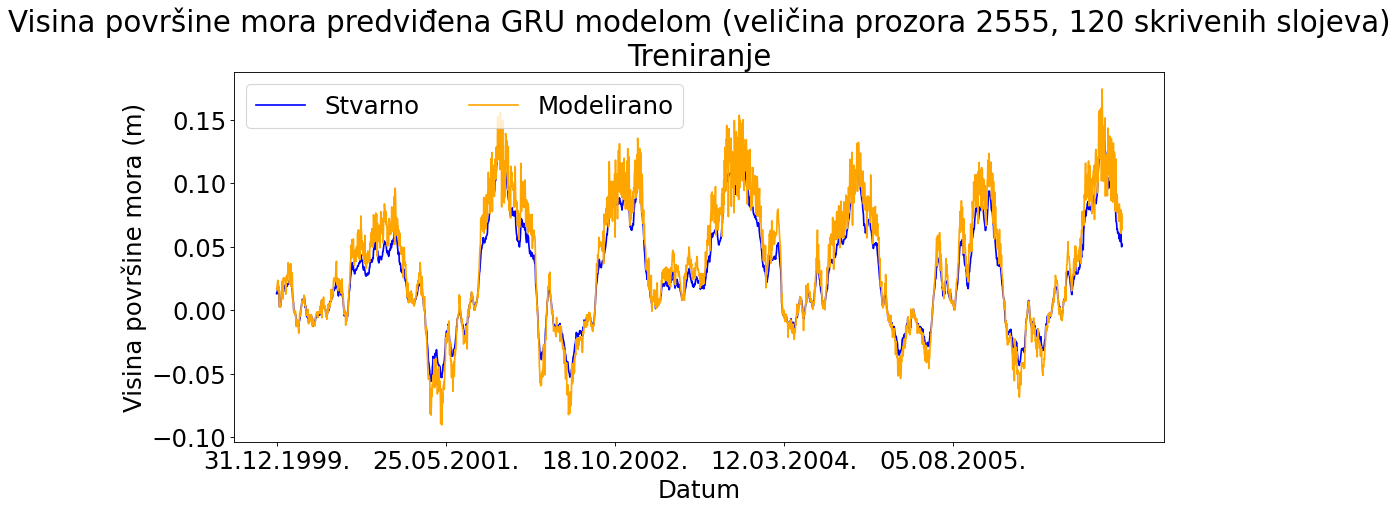 Visina površine mora predviđena GRU modelom (veličina prozora 2555, 120 skrivenih slojeva)
Treniranje
Stvarno Modelirano
Visina površine mora (m)
0.15
0.10
0.05
0.00
−0.05
−0.10
31.12.1999. 25.05.2001. 18.10.2002. 12.03.2004. 05.08.2005.
Datum